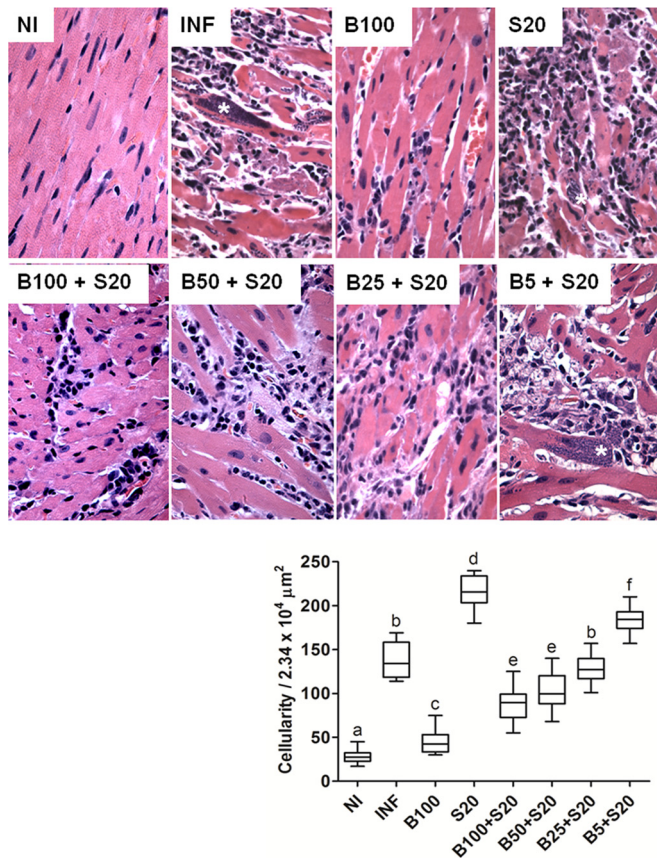 NI INF B100 S20
*
*
B100 + S20 B50 + S20 B25 + S20 B5 + S20
*
Cellularity / 2.34 x 10⁴ µm²
250
200
150
100
50
0
a
b
c
d
e
e
b
f
NI
INF
B100
S20
B100+S20
B50+S20
B25+S20
B5+S20